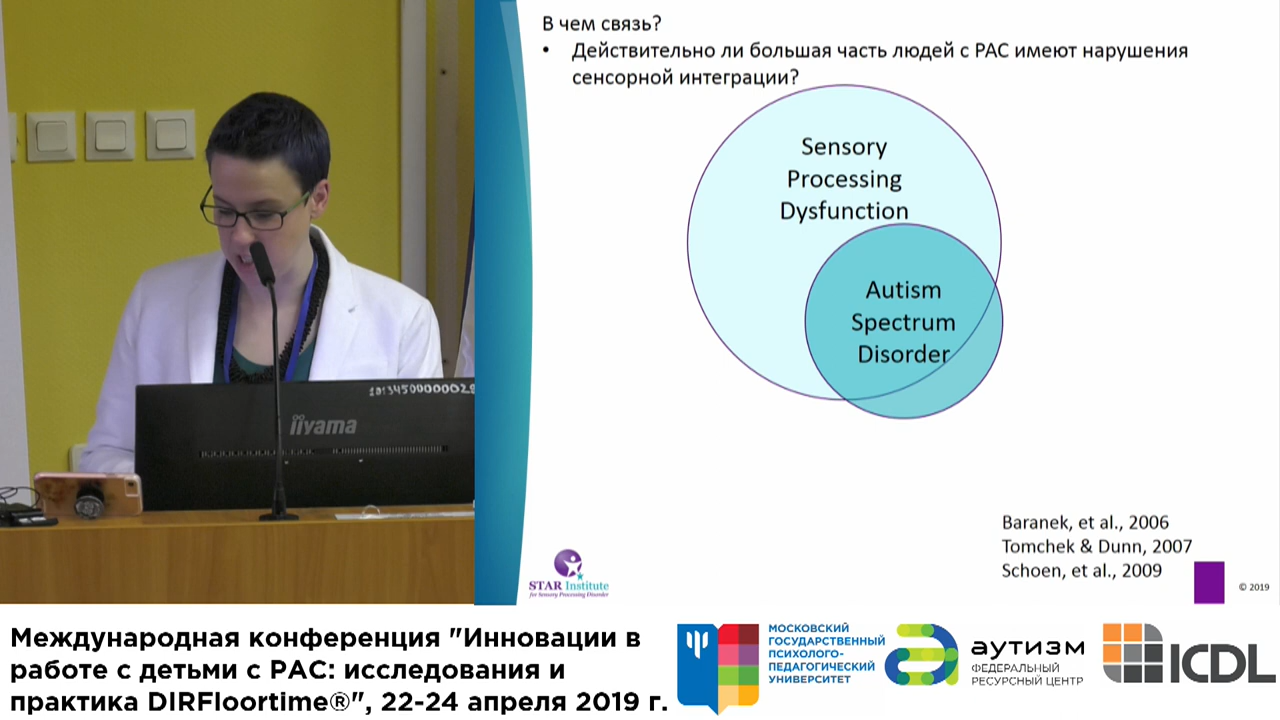 В чем связь?
• Действительно ли большая часть людей с РАС имеют нарушения
сенсорной интеграции?
Sensory
Processing
Dysfunction
Autism
Spectrum
Disorder
Baranek, et al., 2006
Tomchek & Dunn, 2007
Schoen, et al., 2009
STAR Institute
for Sensory Processing Disorder
© 2019
iiyama
Международная конференция "Инновации в
работе с детьми с РАС: исследования и
практика DIRFloortime®", 22-24 апреля 2019 г.
МОСКОВСКИЙ
ГОСУДАРСТВЕННЫЙ
ПСИХОЛОГО-
ПЕДАГОГИЧЕСКИЙ
УНИВЕРСИТЕТ
аутизм
ФЕДЕРАЛЬНЫЙ
РЕСУРСНЫЙ ЦЕНТР
ICDL